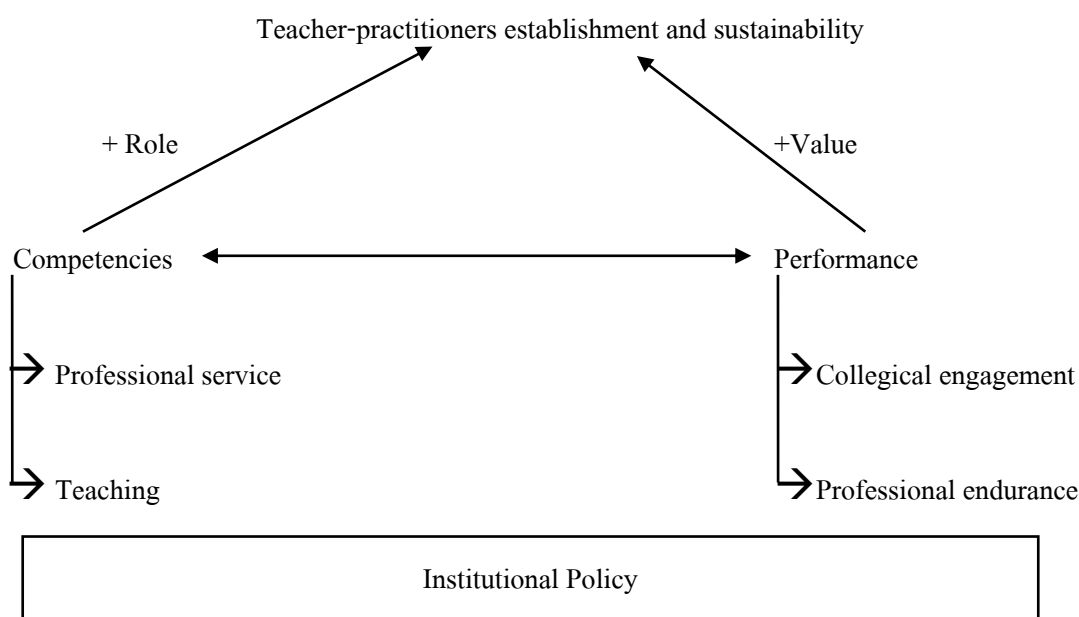 Teacher-practitioners establishment and sustainability
+ Role
+Value
Competencies
Performance
Professional service
Collegical engagement
Teaching
Professional endurance
Institutional Policy